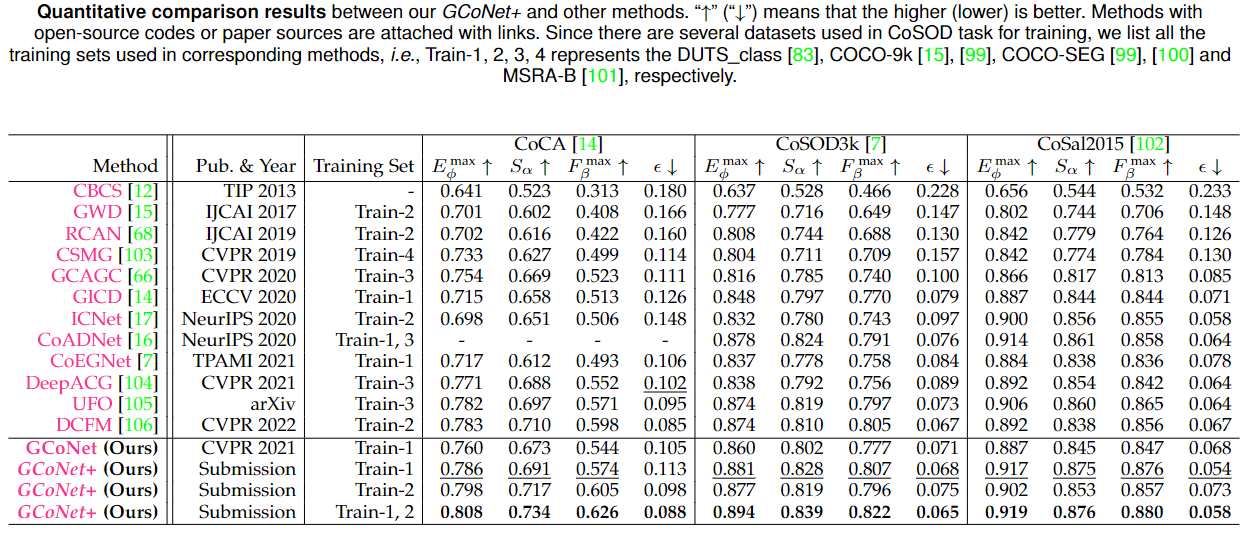 Quantitative comparison results between our GCoNet+ and other methods. “↑” (“↓”) means that the higher (lower) is better. Methods with
open-source codes or paper sources are attached with links. Since there are several datasets used in CoSOD task for training, we list all the
training sets used in corresponding methods, i.e., Train-1, 2, 3, 4 represents the DUTS_class [83], COCO-9k [15], [99], COCO-SEG [99], [100] and
MSRA-B [101], respectively.
CoCA [14] CoSOD3k [7] CoSal2015 [102]
Method Pub. & Year Training Set E_ϕ^max ↑ S_α ↑ F_β^max ↑ ϵ ↓ E_ϕ^max ↑ S_α ↑ F_β^max ↑ ϵ ↓ E_ϕ^max ↑ S_α ↑ F_β^max ↑ ϵ ↓
CBCS [12] TIP 2013 - 0.641 0.523 0.313 0.180 0.637 0.528 0.466 0.228 0.656 0.544 0.532 0.233
GWD [15] IJCAI 2017 Train-2 0.701 0.602 0.408 0.166 0.777 0.716 0.649 0.147 0.802 0.744 0.706 0.148
RCAN [68] IJCAI 2019 Train-2 0.702 0.616 0.422 0.160 0.808 0.744 0.688 0.130 0.842 0.779 0.764 0.126
CSMG [103] CVPR 2019 Train-4 0.733 0.627 0.499 0.114 0.804 0.711 0.709 0.157 0.842 0.774 0.784 0.130
GCAGC [66] CVPR 2020 Train-3 0.754 0.669 0.523 0.111 0.816 0.785 0.740 0.100 0.866 0.817 0.813 0.085
GICD [14] ECCV 2020 Train-1 0.715 0.658 0.513 0.126 0.848 0.797 0.770 0.079 0.887 0.844 0.844 0.071
ICNet [17] NeurIPS 2020 Train-2 0.698 0.651 0.506 0.148 0.832 0.780 0.743 0.097 0.900 0.856 0.855 0.058
CoADNet [16] NeurIPS 2020 Train-1, 3 - - - - 0.878 0.824 0.791 0.076 0.914 0.861 0.858 0.064
CoEGNet [7] TPAMI 2021 Train-1 0.717 0.612 0.493 0.106 0.837 0.778 0.758 0.084 0.884 0.838 0.836 0.078
DeepACG [104] CVPR 2021 Train-3 0.771 0.688 0.552 0.102 0.838 0.792 0.756 0.089 0.892 0.854 0.842 0.064
UFO [105] arXiv Train-3 0.782 0.697 0.571 0.095 0.874 0.819 0.797 0.073 0.906 0.860 0.865 0.064
DCFM [106] CVPR 2022 Train-2 0.783 0.710 0.598 0.085 0.874 0.810 0.805 0.067 0.892 0.838 0.856 0.067
GCoNet (Ours) CVPR 2021 Train-1 0.760 0.673 0.544 0.105 0.860 0.802 0.777 0.071 0.887 0.845 0.847 0.068
GCoNet+ (Ours) Submission Train-1 0.786 0.691 0.574 0.113 0.881 0.828 0.807 0.068 0.917 0.875 0.876 0.054
GCoNet+ (Ours) Submission Train-2 0.798 0.717 0.605 0.098 0.877 0.819 0.796 0.075 0.902 0.853 0.857 0.073
GCoNet+ (Ours) Submission Train-1, 2 0.808 0.734 0.626 0.088 0.894 0.839 0.822 0.065 0.919 0.876 0.880 0.058